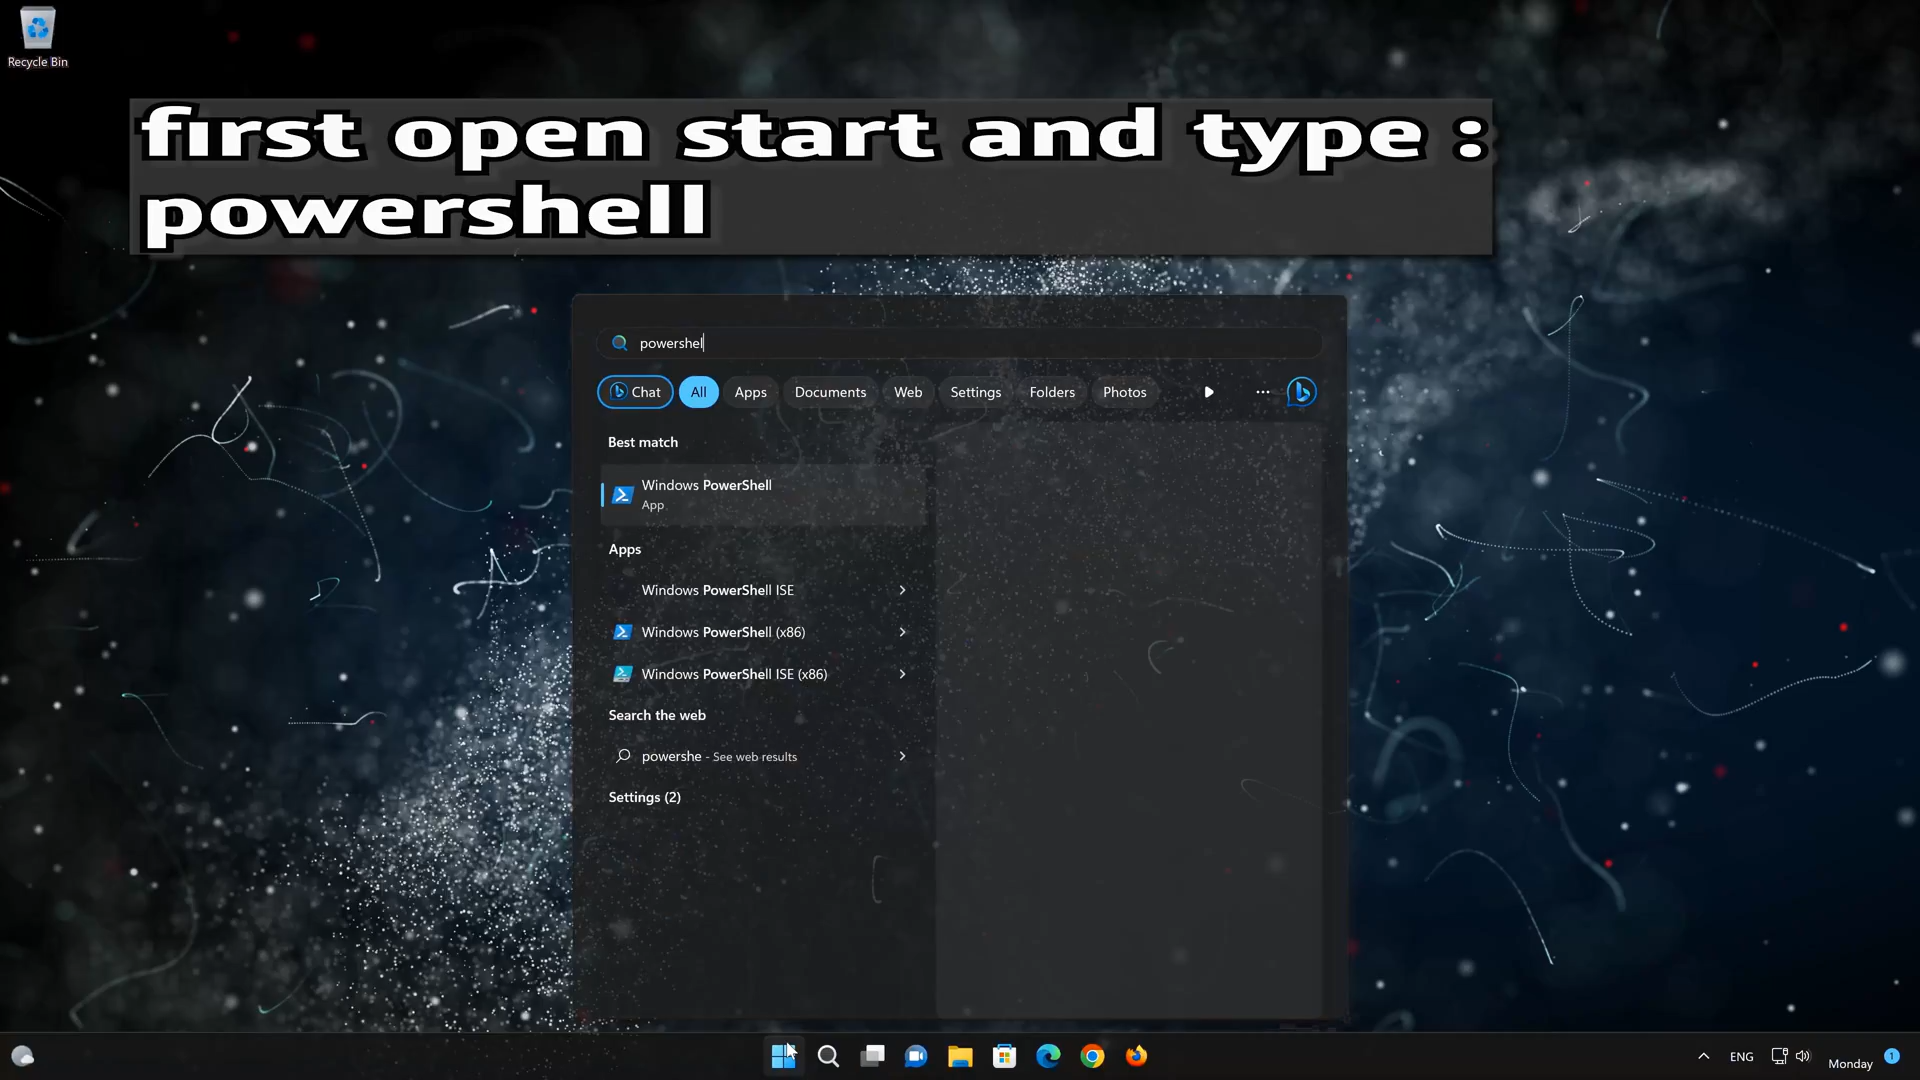 Recycle Bin
first open start and type :
powershell
powershel
Chat All Apps Documents Web Settings Folders Photos
Best match
Windows PowerShell
App
Apps
Windows PowerShell ISE
Windows PowerShell (x86)
Windows PowerShell ISE (x86)
Search the web
powershe - See web results
Settings (2)
ENG
Monday
1